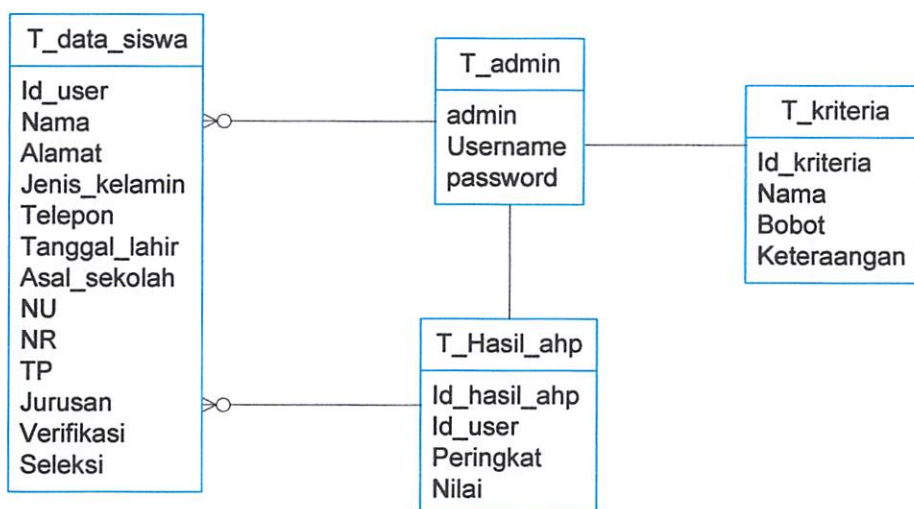 T_data_siswa
Id_user
Nama
Alamat
Jenis_kelamin
Telepon
Tanggal_lahir
Asal_sekolah
NU
NR
TP
Jurusan
Verifikasi
Seleksi
T_admin
admin
Username
password
T_kriteria
Id_kriteria
Nama
Bobot
Keteraangan
T_Hasil_ahp
Id_hasil_ahp
Id_user
Peringkat
Nilai